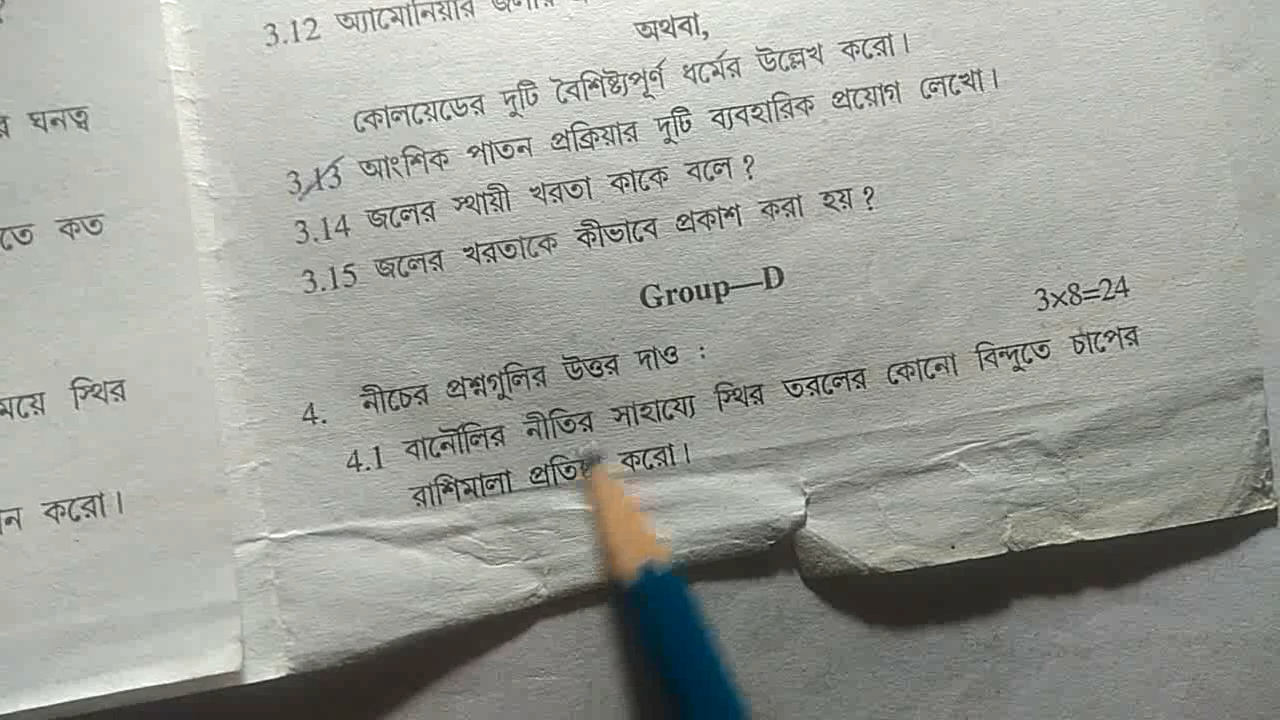 র ঘনত্ব
তে কত
ময়ে স্থির
ন করো।
3.12 অ্যামোনিয়ার
অথবা,
কোলয়েডের দুটি বৈশিষ্ট্যপূর্ণ ধর্মের উল্লেখ করো।
3.13 আংশিক পাতন প্রক্রিয়ার দুটি ব্যবহারিক প্রয়োগ লেখো।
3.14 জলের স্থায়ী খরতা কাকে বলে?
3.15 জলের খরতাকে কীভাবে প্রকাশ করা হয়?
Group—D
3×8=24
4. নীচের প্রশ্নগুলির উত্তর দাও :
4.1 বার্নৌলির নীতির সাহায্যে স্থির তরলের কোনো বিন্দুতে চাপের
রাশিমালা করো।